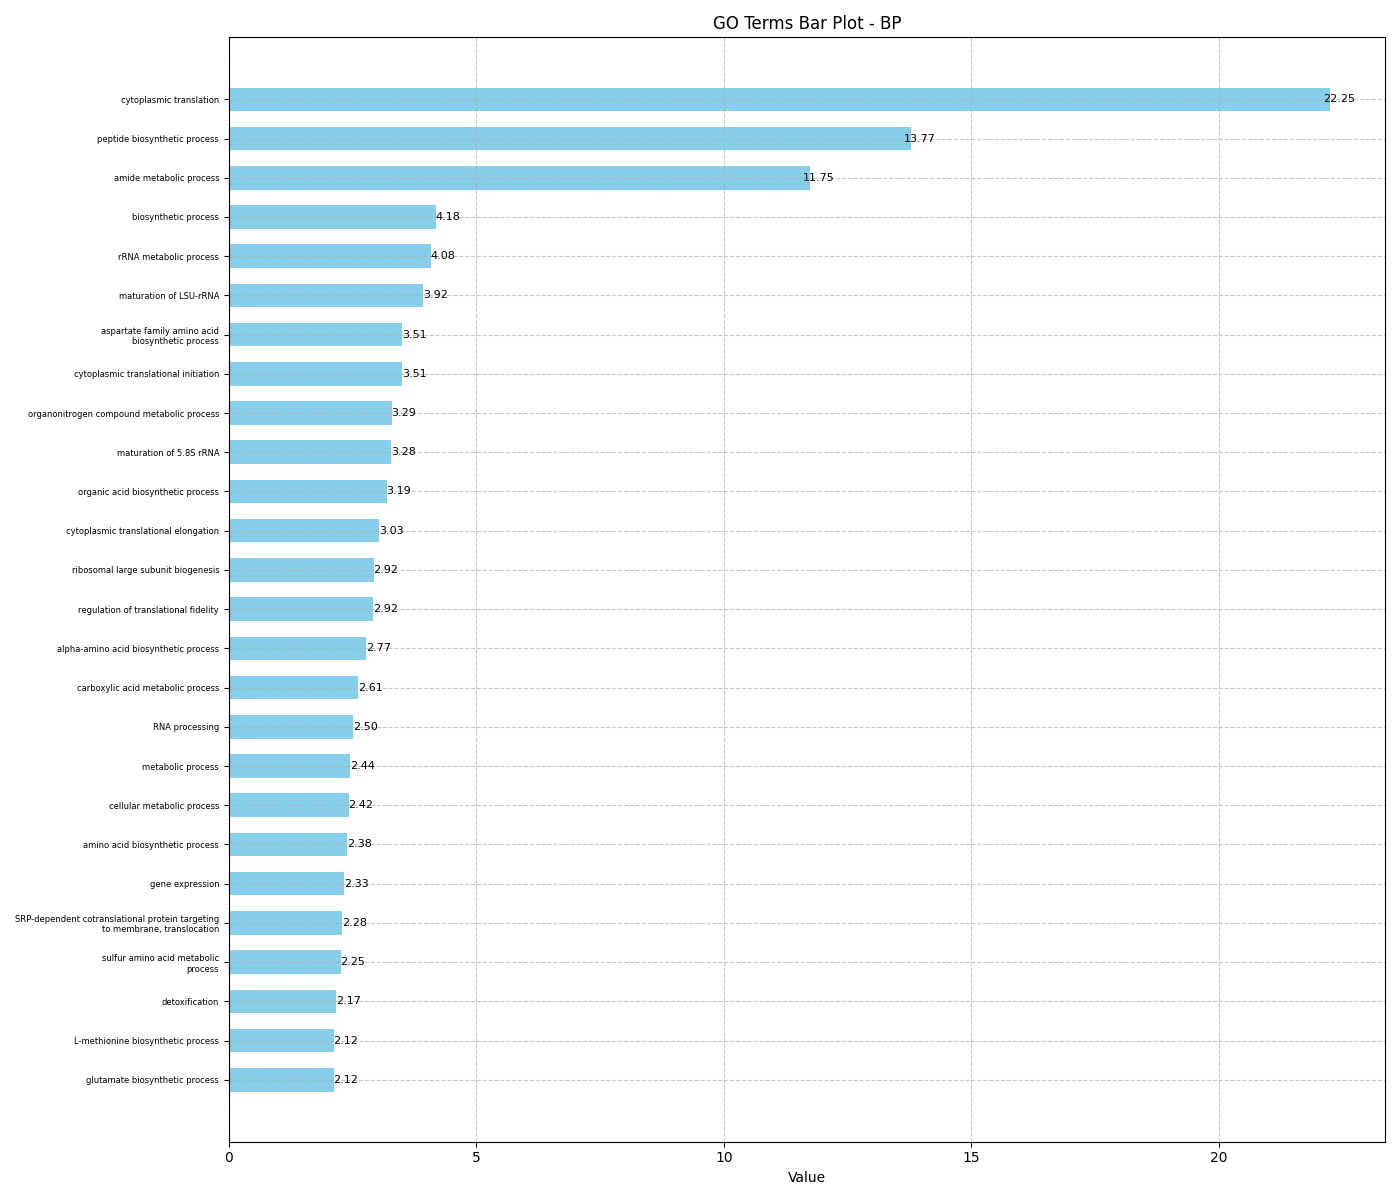 GO Terms Bar Plot - BP
cytoplasmic translation 22.25
peptide biosynthetic process 13.77
amide metabolic process 11.75
biosynthetic process 4.18
rRNA metabolic process 4.08
maturation of LSU-rRNA 3.92
aspartate family amino acid
biosynthetic process 3.51
cytoplasmic translational initiation 3.51
organonitrogen compound metabolic process 3.29
maturation of 5.8S rRNA 3.28
organic acid biosynthetic process 3.19
cytoplasmic translational elongation 3.03
ribosomal large subunit biogenesis 2.92
regulation of translational fidelity 2.92
alpha-amino acid biosynthetic process 2.77
carboxylic acid metabolic process 2.61
RNA processing 2.50
metabolic process 2.44
cellular metabolic process 2.42
amino acid biosynthetic process 2.38
gene expression 2.33
SRP-dependent cotranslational protein targeting
to membrane, translocation 2.28
sulfur amino acid metabolic
process 2.25
detoxification 2.17
L-methionine biosynthetic process 2.12
glutamate biosynthetic process 2.12
0 5 10 15 20
Value